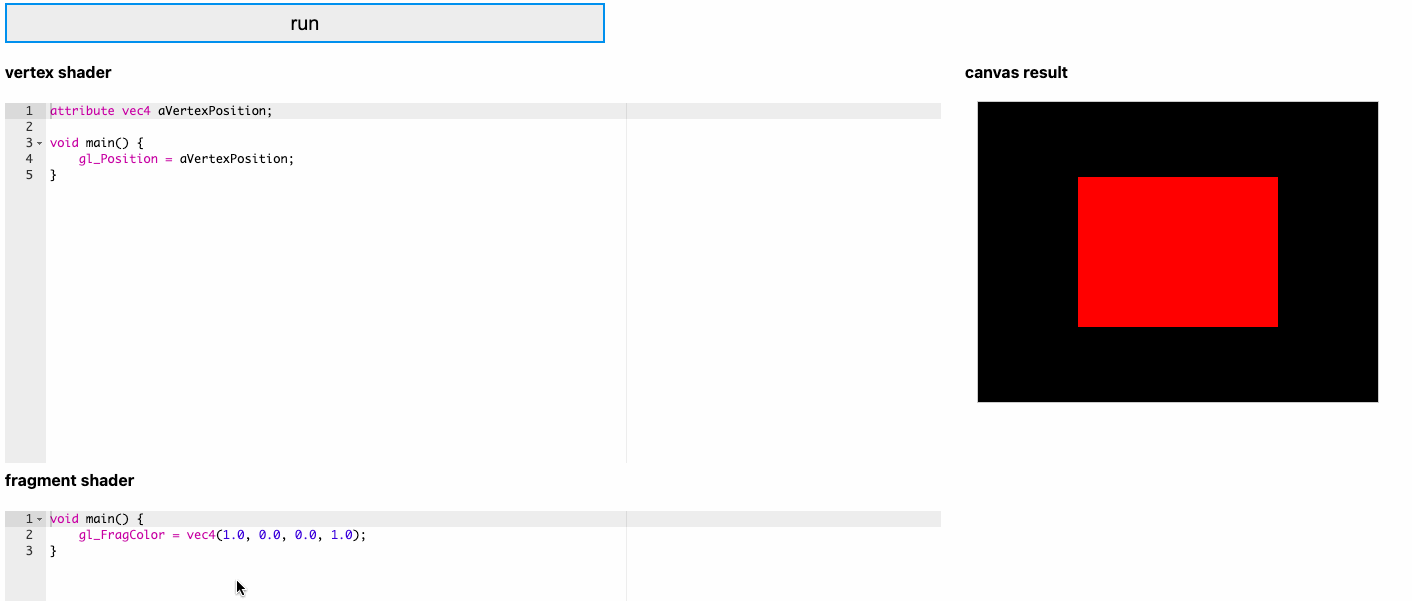 run
vertex shader
canvas result
1 attribute vec4 aVertexPosition;
2
3 void main() {
4     gl_Position = aVertexPosition;
5 }
fragment shader
1 void main() {
2     gl_FragColor = vec4(1.0, 0.0, 0.0, 1.0);
3 }